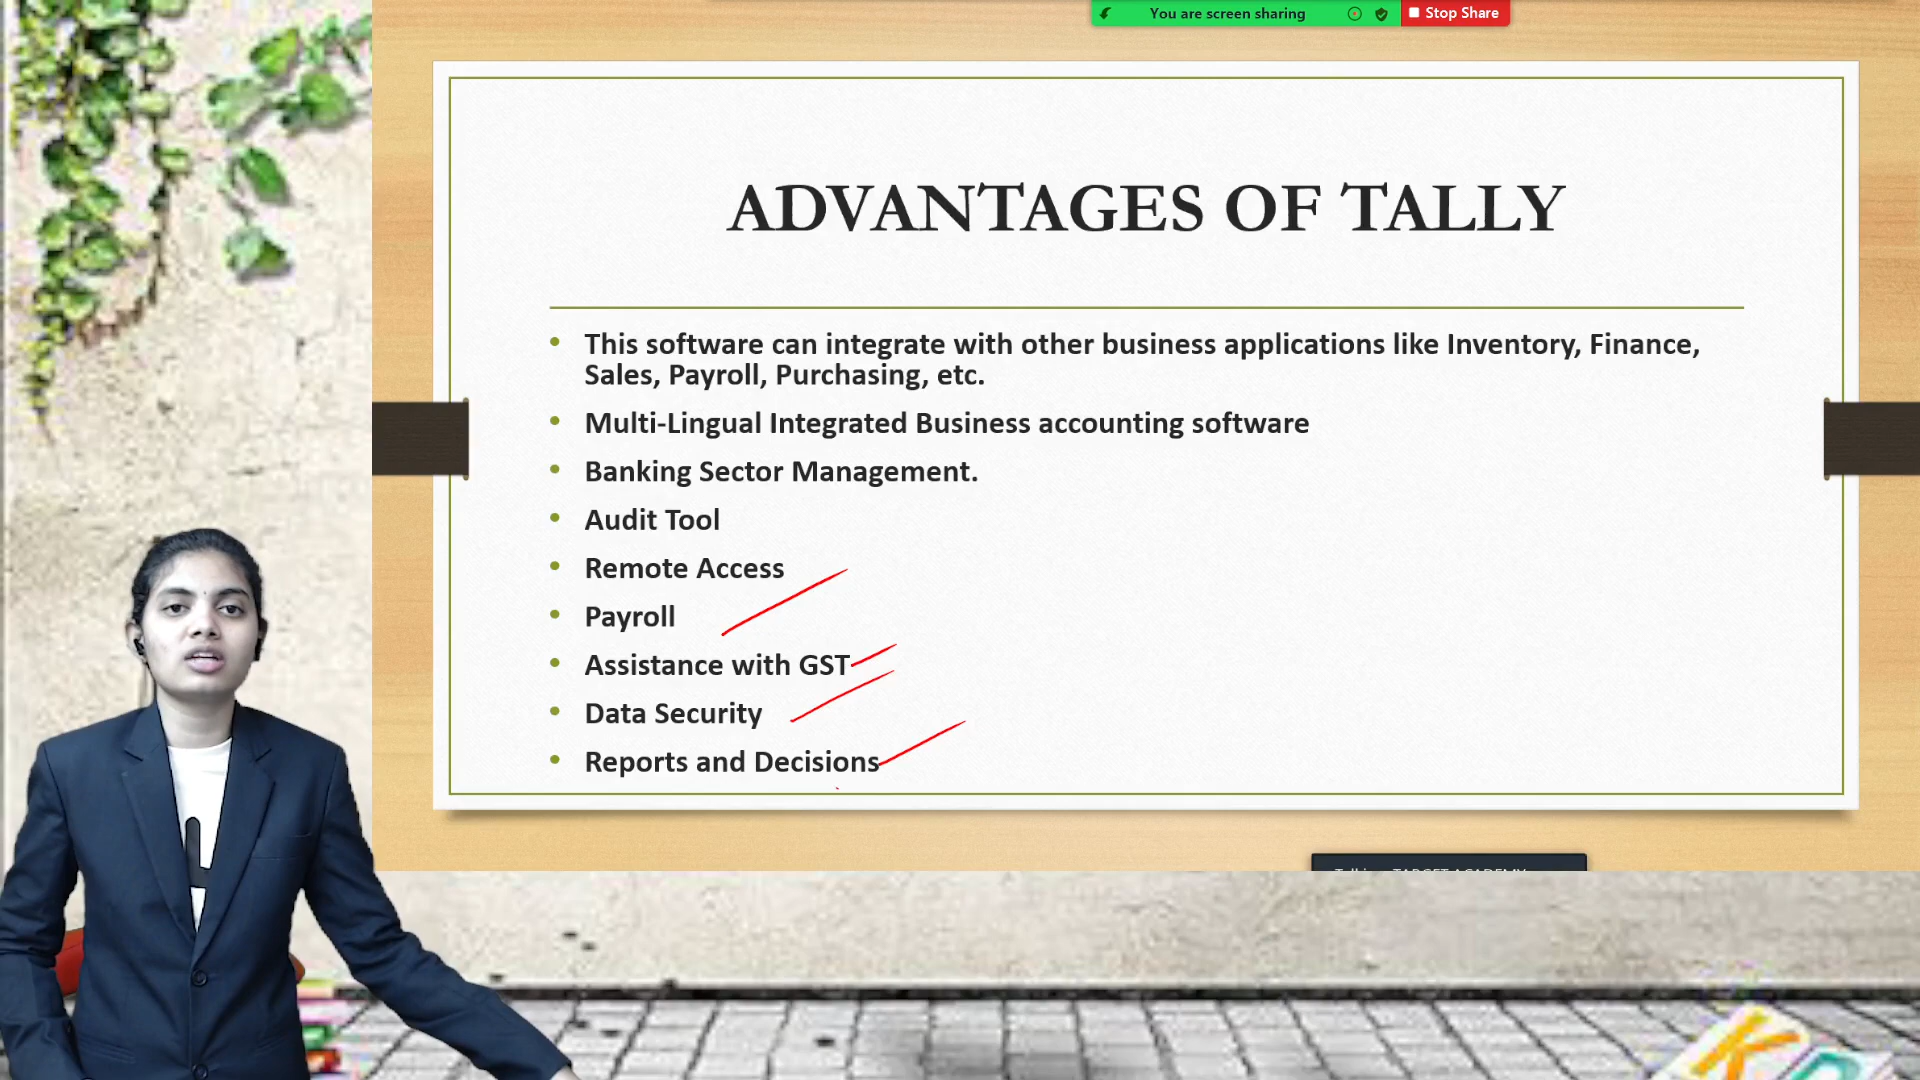 You are screen sharing
Stop Share
ADVANTAGES OF TALLY
• This software can integrate with other business applications like Inventory, Finance,
Sales, Payroll, Purchasing, etc.
• Multi-Lingual Integrated Business accounting software
• Banking Sector Management.
• Audit Tool
• Remote Access
• Payroll
• Assistance with GST
• Data Security
• Reports and Decisions